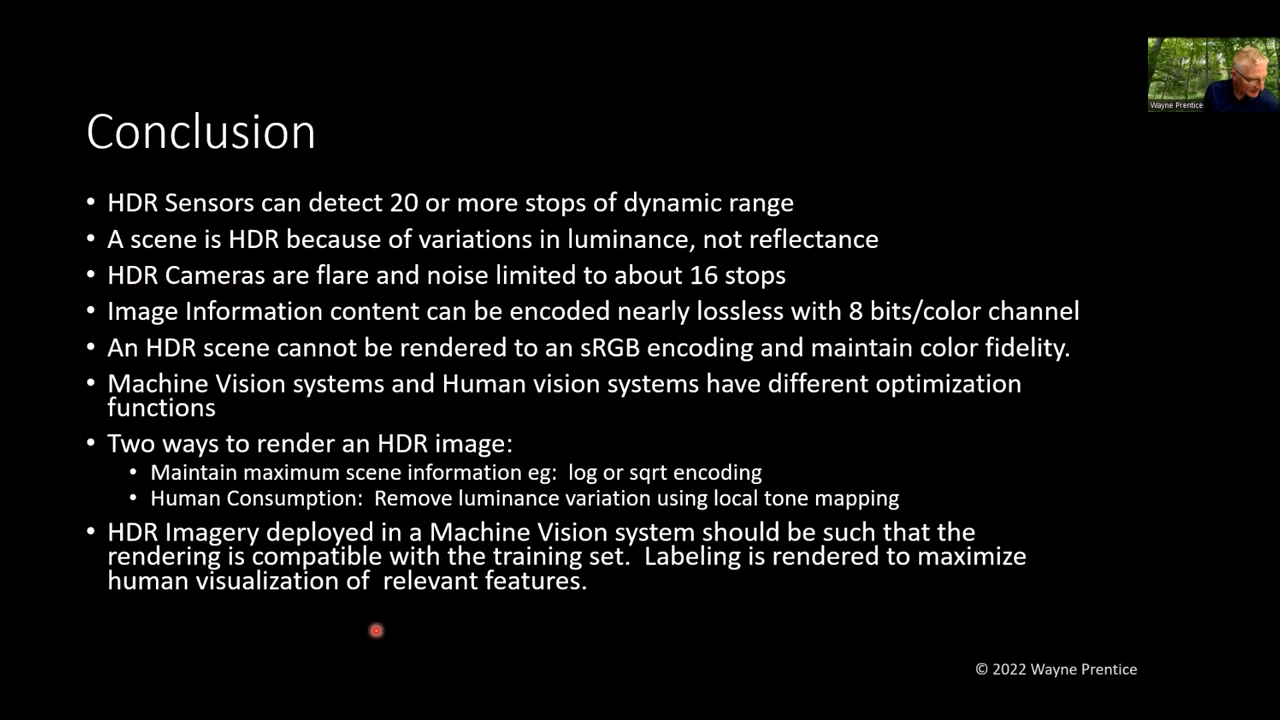 Wayne Prentice
Conclusion
• HDR Sensors can detect 20 or more stops of dynamic range
• A scene is HDR because of variations in luminance, not reflectance
• HDR Cameras are flare and noise limited to about 16 stops
• Image Information content can be encoded nearly lossless with 8 bits/color channel
• An HDR scene cannot be rendered to an sRGB encoding and maintain color fidelity.
• Machine Vision systems and Human vision systems have different optimization
functions
• Two ways to render an HDR image:
• Maintain maximum scene information eg:  log or sqrt encoding
• Human Consumption:  Remove luminance variation using local tone mapping
• HDR Imagery deployed in a Machine Vision system should be such that the
rendering is compatible with the training set.  Labeling is rendered to maximize
human visualization of  relevant features.
© 2022 Wayne Prentice